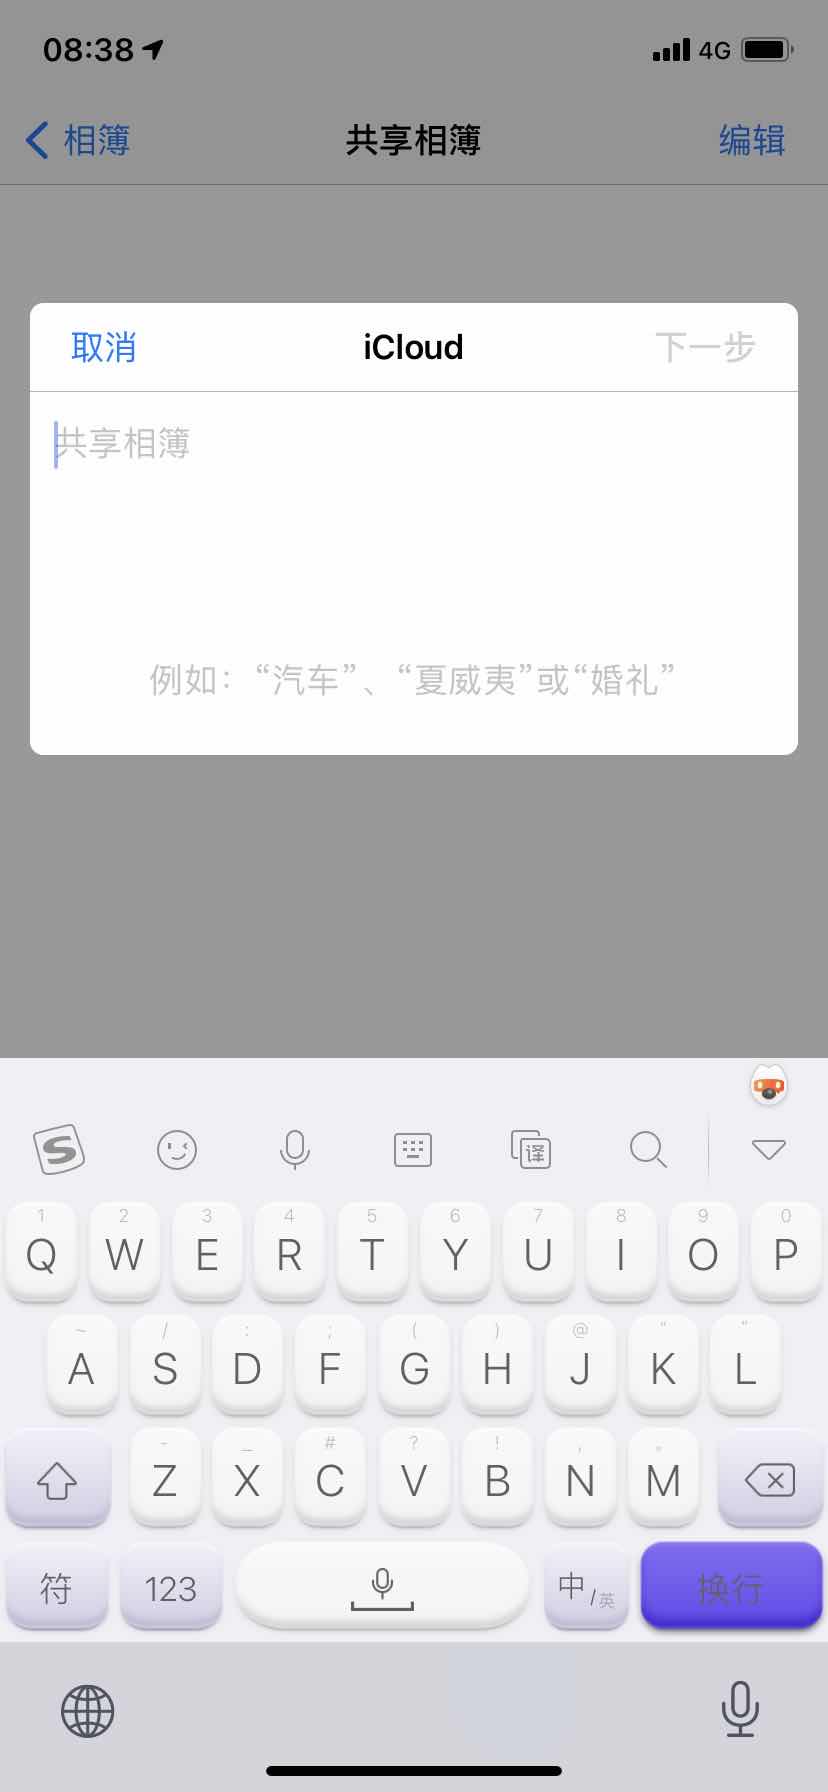 08:38
4G
相簿
共享相簿
编辑
取消
iCloud
下一步
共享相簿
例如：“汽车”、“夏威夷”或“婚礼”
S
译
1 2 3 4 5 6 7 8 9 0
Q W E R T Y U I O P
~ / : ; ( ) @ “ ”
A S D F G H J K L
- _ # ? ! , 。
Z X C V B N M
符
123
中/英
换行